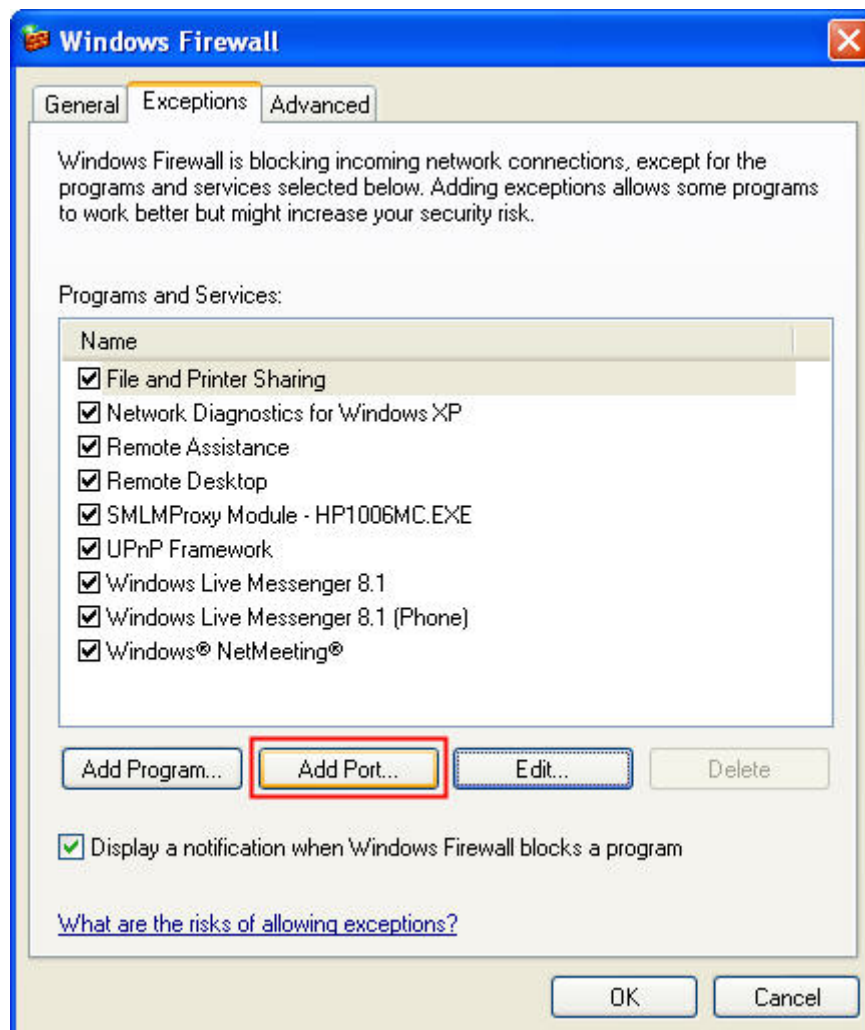 Windows Firewall
General Exceptions Advanced
Windows Firewall is blocking incoming network connections, except for the
programs and services selected below. Adding exceptions allows some programs
to work better but might increase your security risk.
Programs and Services:
Name
File and Printer Sharing
Network Diagnostics for Windows XP
Remote Assistance
Remote Desktop
SMLMProxy Module - HP1006MC.EXE
UPnP Framework
Windows Live Messenger 8.1
Windows Live Messenger 8.1 (Phone)
Windows® NetMeeting®
Add Program... Add Port... Edit... Delete
Display a notification when Windows Firewall blocks a program
What are the risks of allowing exceptions?
OK Cancel